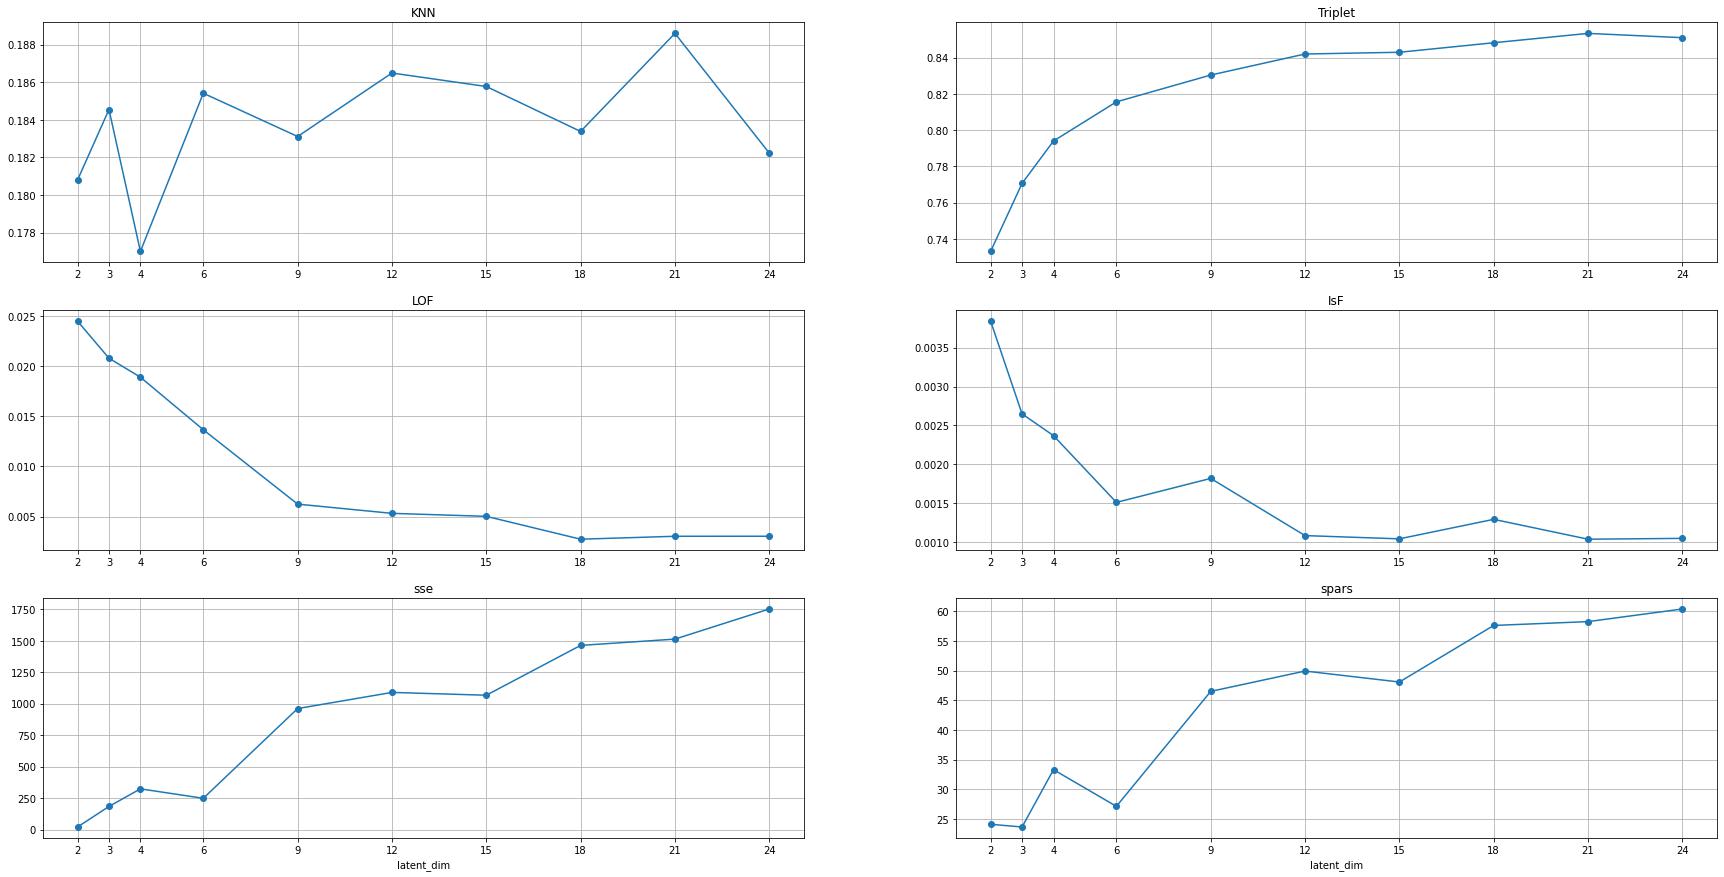 KNN
0.188
0.186
0.184
0.182
0.180
0.178
2 3 4 6 9 12 15 18 21 24
Triplet
0.84
0.82
0.80
0.78
0.76
0.74
2 3 4 6 9 12 15 18 21 24
LOF
0.025
0.020
0.015
0.010
0.005
2 3 4 6 9 12 15 18 21 24
IsF
0.0035
0.0030
0.0025
0.0020
0.0015
0.0010
2 3 4 6 9 12 15 18 21 24
sse
1750
1500
1250
1000
750
500
250
0
2 3 4 6 9 12 15 18 21 24
latent_dim
spars
60
55
50
45
40
35
30
25
2 3 4 6 9 12 15 18 21 24
latent_dim